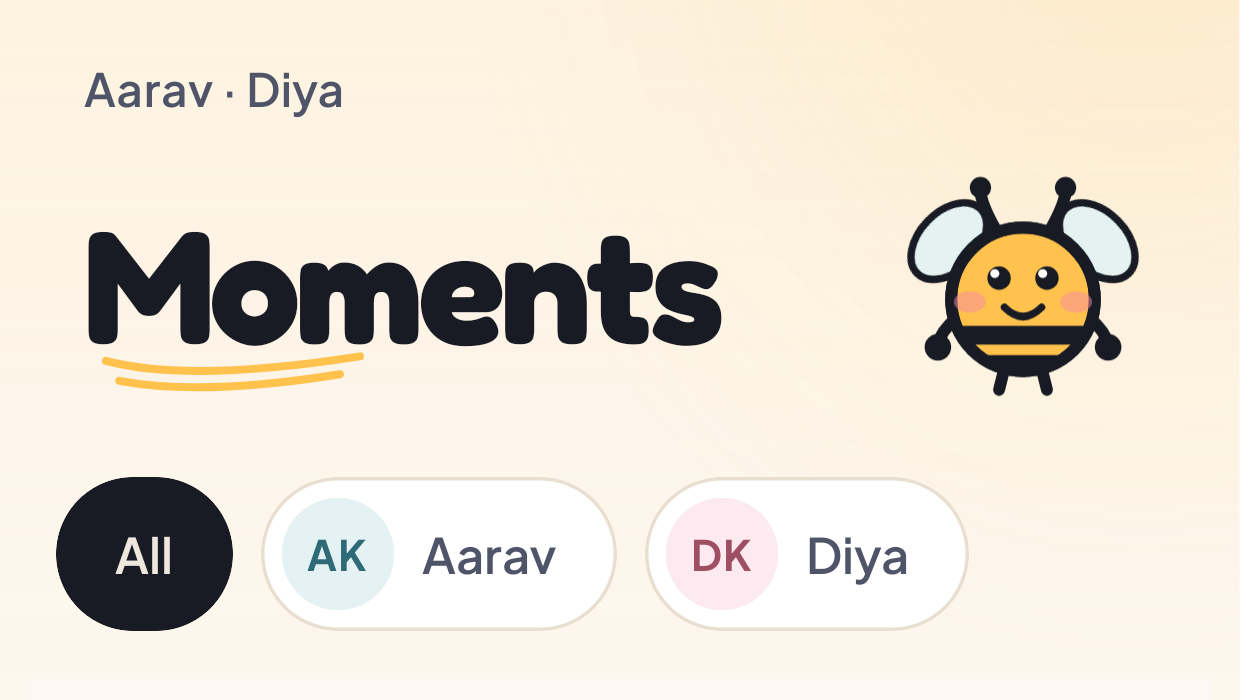 Aarav · Diya
Moments
All AK Aarav DK Diya